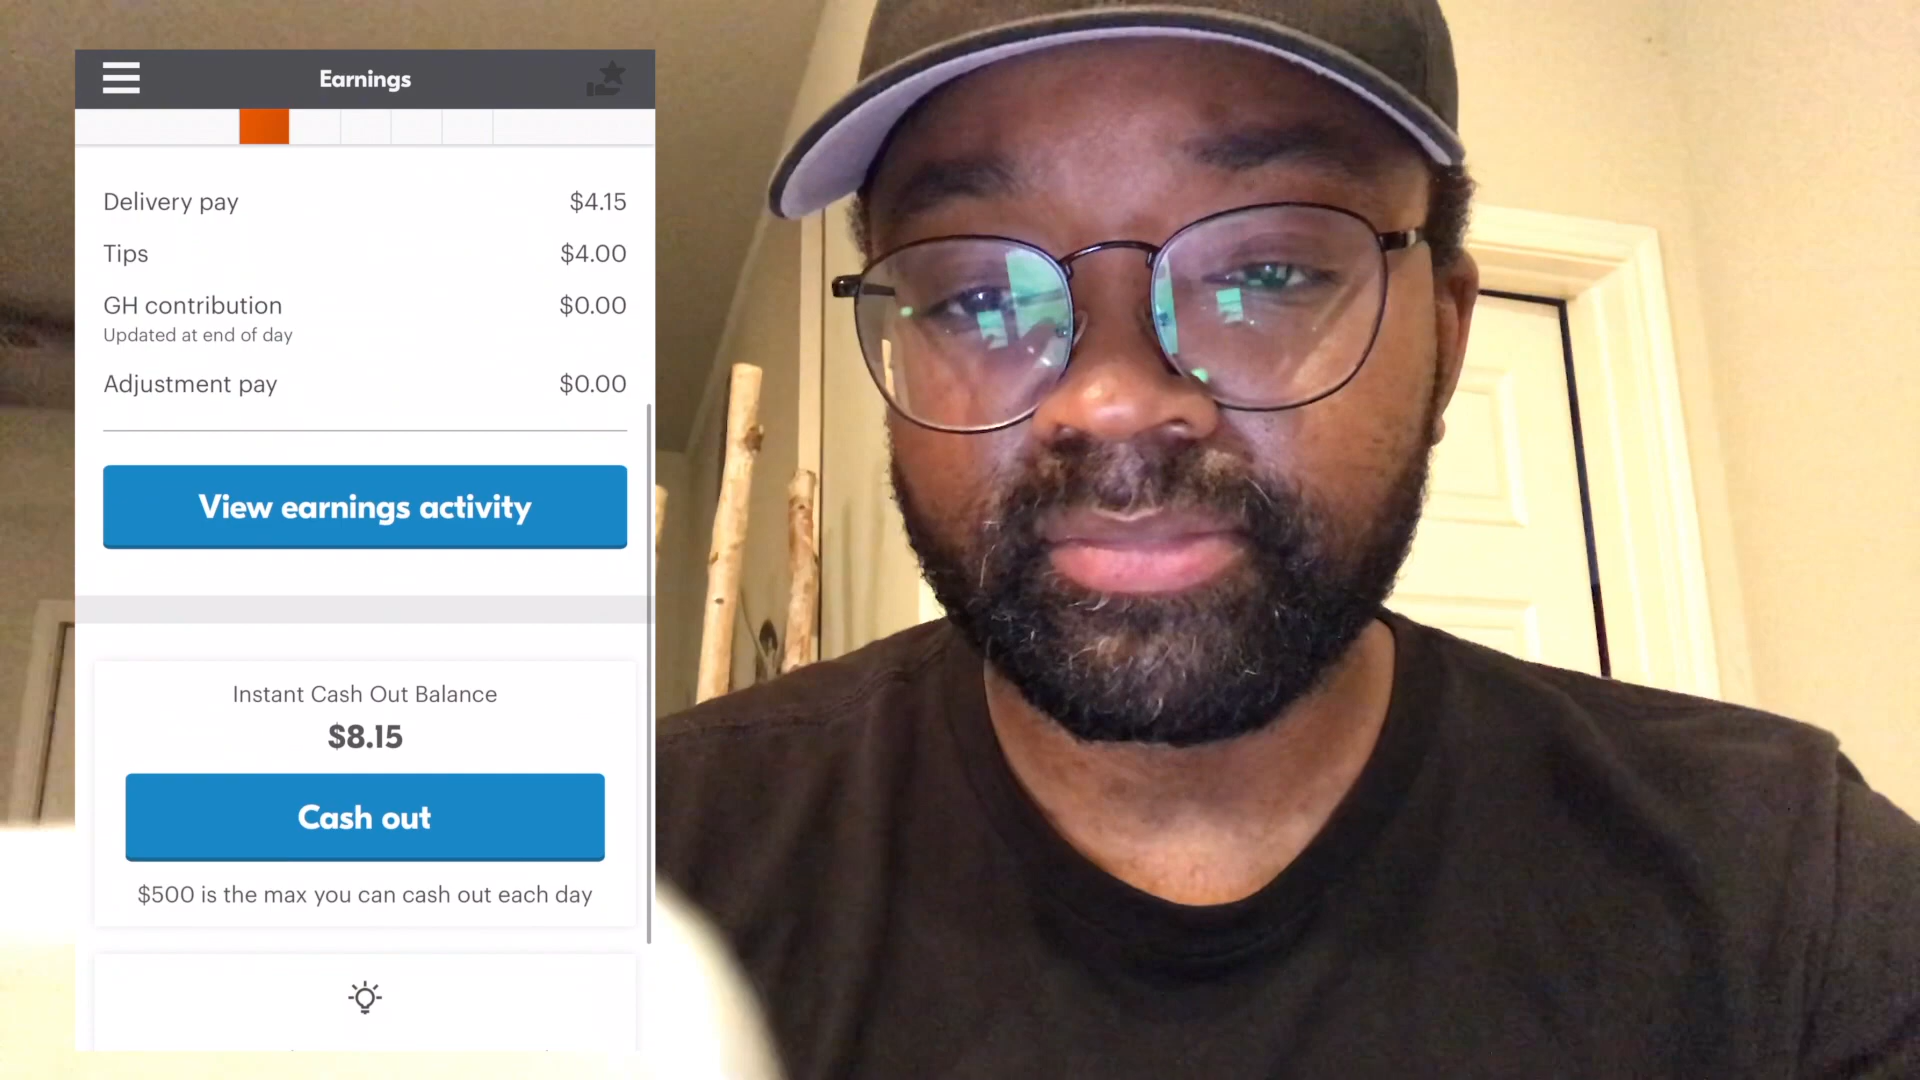 Earnings
Delivery pay $4.15
Tips $4.00
GH contribution $0.00
Updated at end of day
Adjustment pay $0.00
View earnings activity
Instant Cash Out Balance
$8.15
Cash out
$500 is the max you can cash out each day